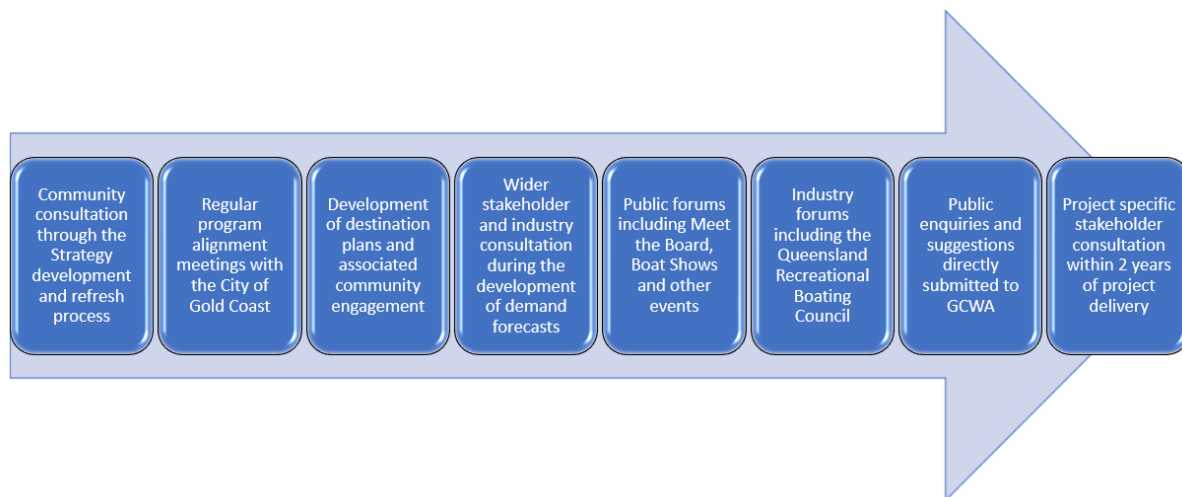 Community
consultation
through the
Strategy
development
and refresh
process
Regular
program
alignment
meetings with
the City of
Gold Coast
Development
of destination
plans and
associated
community
engagement
Wider
stakeholder
and industry
consultation
during the
development
of demand
forecasts
Public forums
including Meet
the Board,
Boat Shows
and other
events
Industry
forums
including the
Queensland
Recreational
Boating
Council
Public
enquiries and
suggestions
directly
submitted to
GCWA
Project specific
stakeholder
consultation
within 2 years
of project
delivery